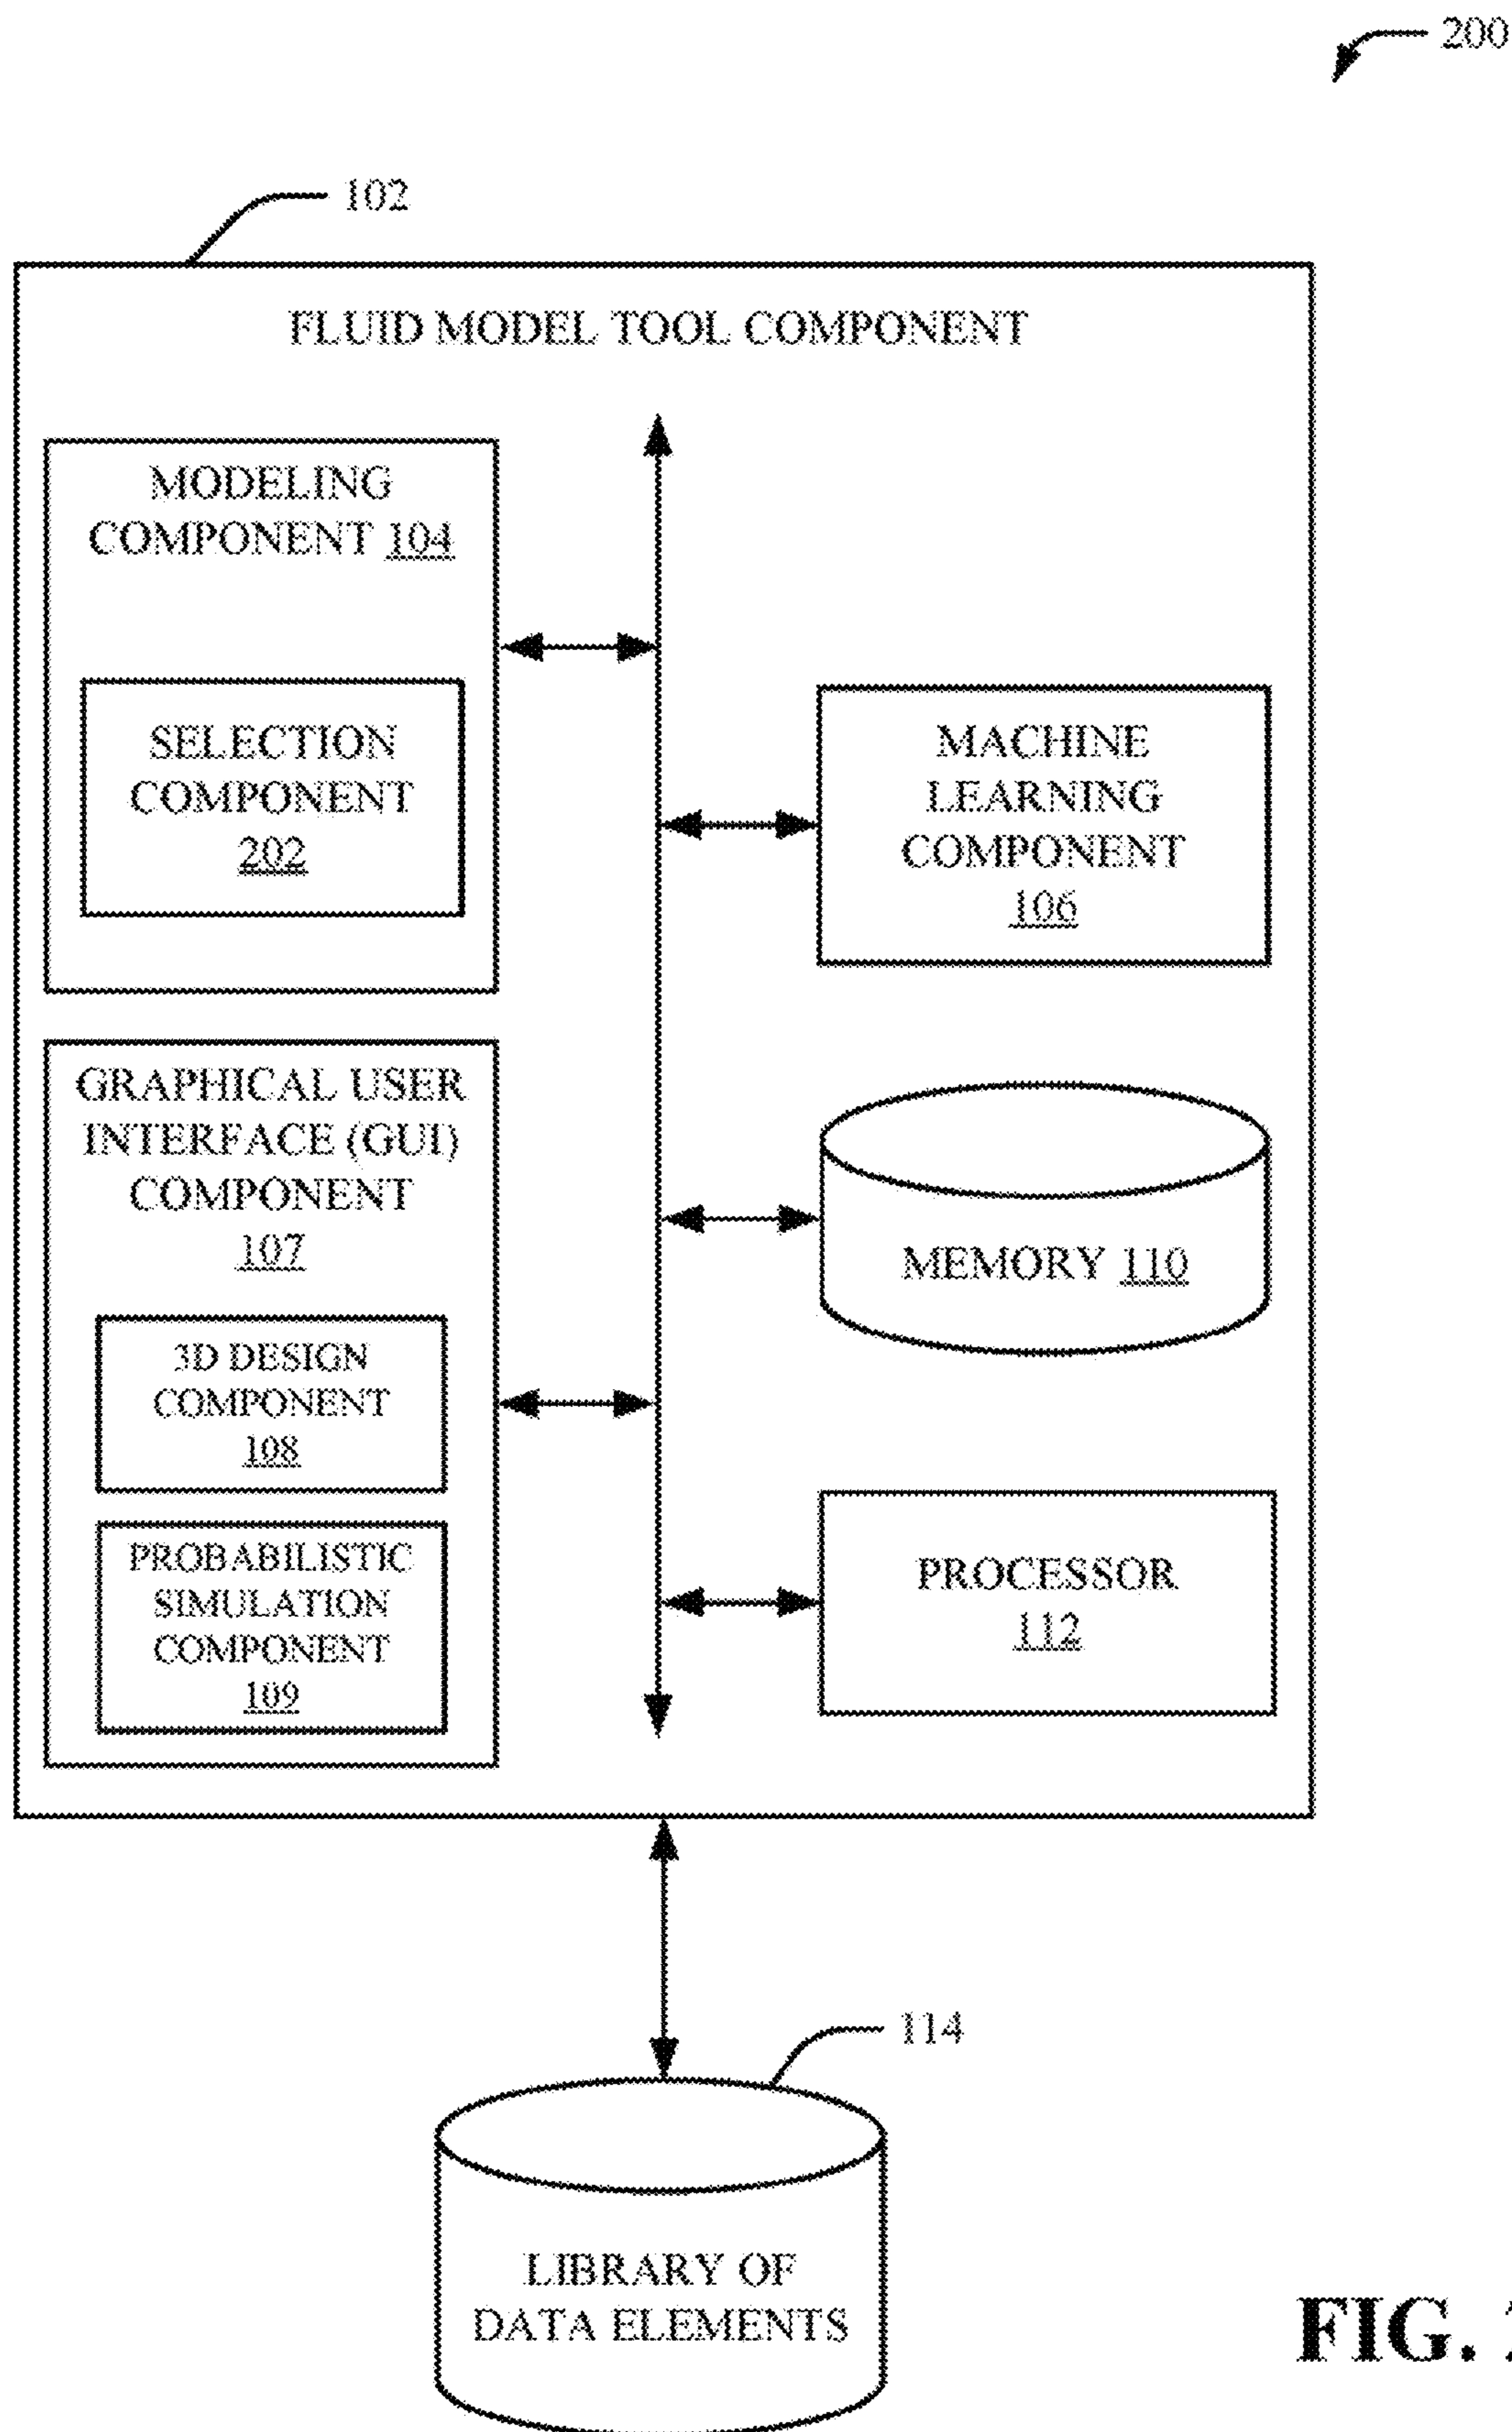 200
102
FLUID MODEL TOOL COMPONENT
MODELING
COMPONENT 104
SELECTION
COMPONENT
202
MACHINE
LEARNING
COMPONENT
106
GRAPHICAL USER
INTERFACE (GUI)
COMPONENT
107
3D DESIGN
COMPONENT
108
PROBABILISTIC
SIMULATION
COMPONENT
109
MEMORY 110
PROCESSOR
112
114
LIBRARY OF
DATA ELEMENTS
FIG.